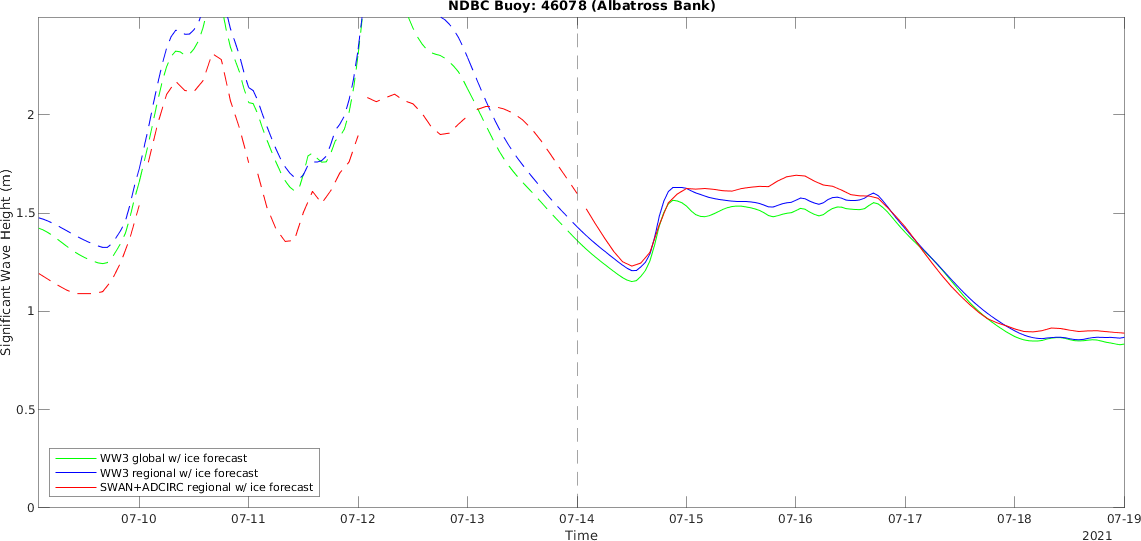 NDBC Buoy: 46078 (Albatross Bank)
Significant Wave Height (m)
2
1.5
1
0.5
0
WW3 global w/ ice forecast
WW3 regional w/ ice forecast
SWAN+ADCIRC regional w/ ice forecast
07-10 07-11 07-12 07-13 07-14 07-15 07-16 07-17 07-18 07-19
Time
2021